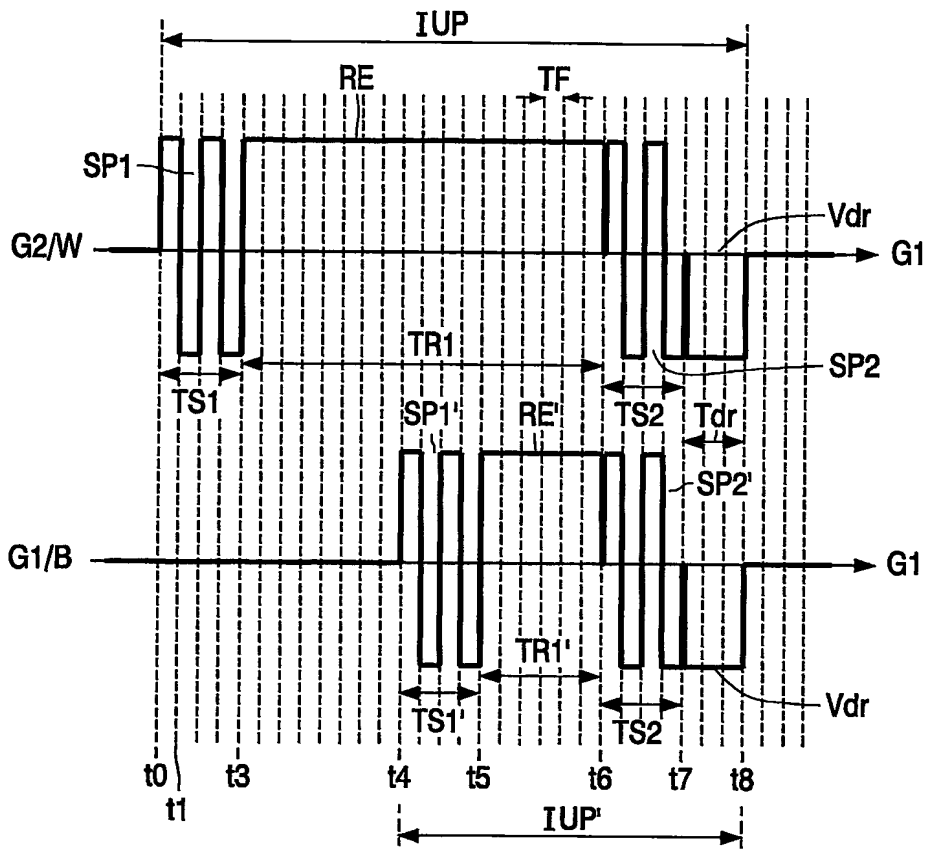 IUP
RE
TF
SP1
Vdr
G2/W
G1
TR1
SP2
TS1
TS2
Tdr
SP1'
RE'
SP2'
G1/B
G1
TR1'
TS1'
TS2
Vdr
t0
t3
t4
t5
t6
t7
t8
t1
IUP'